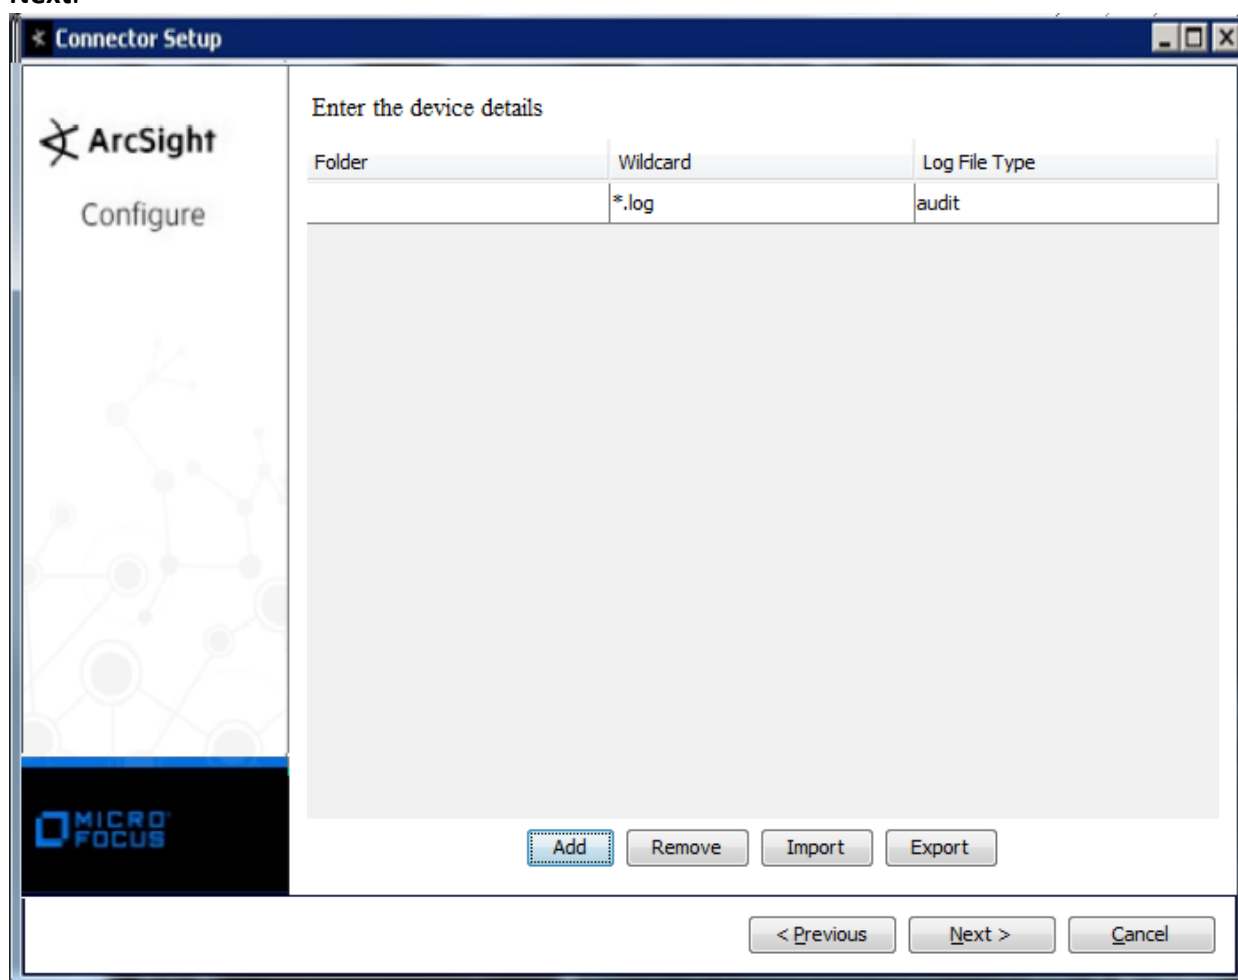 Next.
Connector Setup
ArcSight
Configure
Enter the device details
Folder Wildcard Log File Type
*.log audit
Add Remove Import Export
MICRO
FOCUS
< Previous Next > Cancel